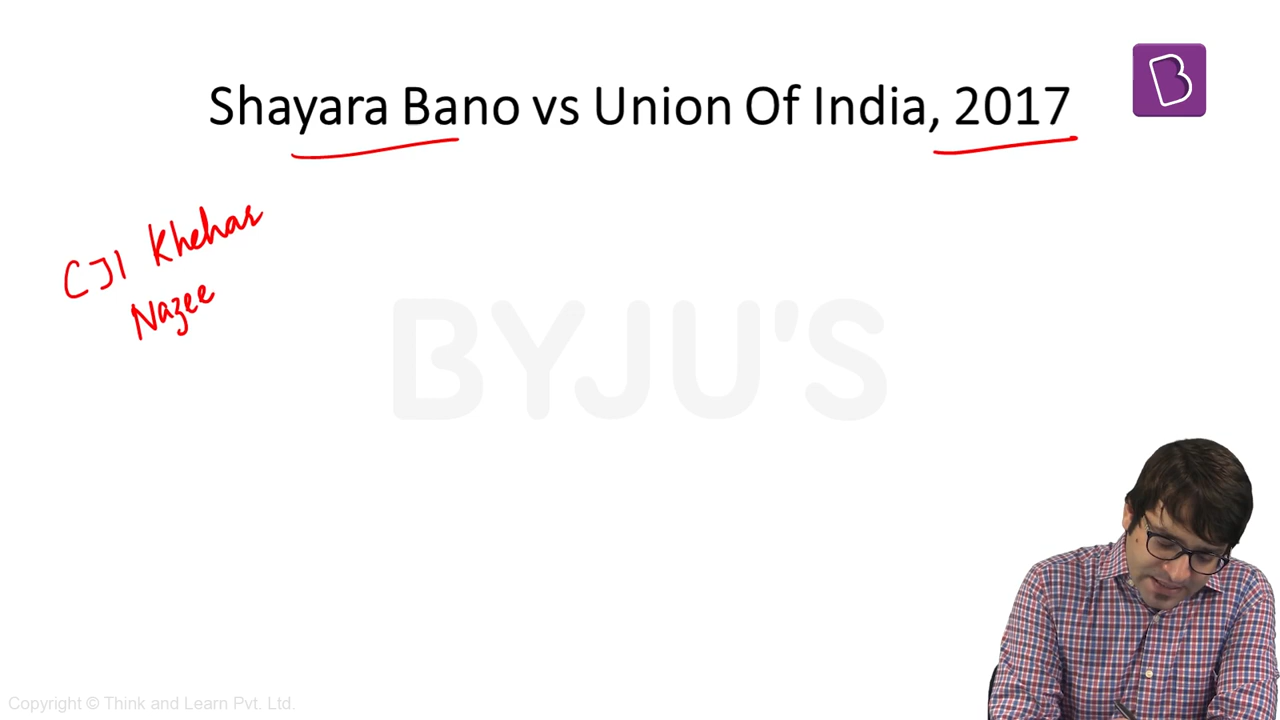 Shayara Bano vs Union Of India, 2017
B
CJI Khehar
Nazee
BYJU'S
Copyright © Think and Learn Pvt. Ltd.